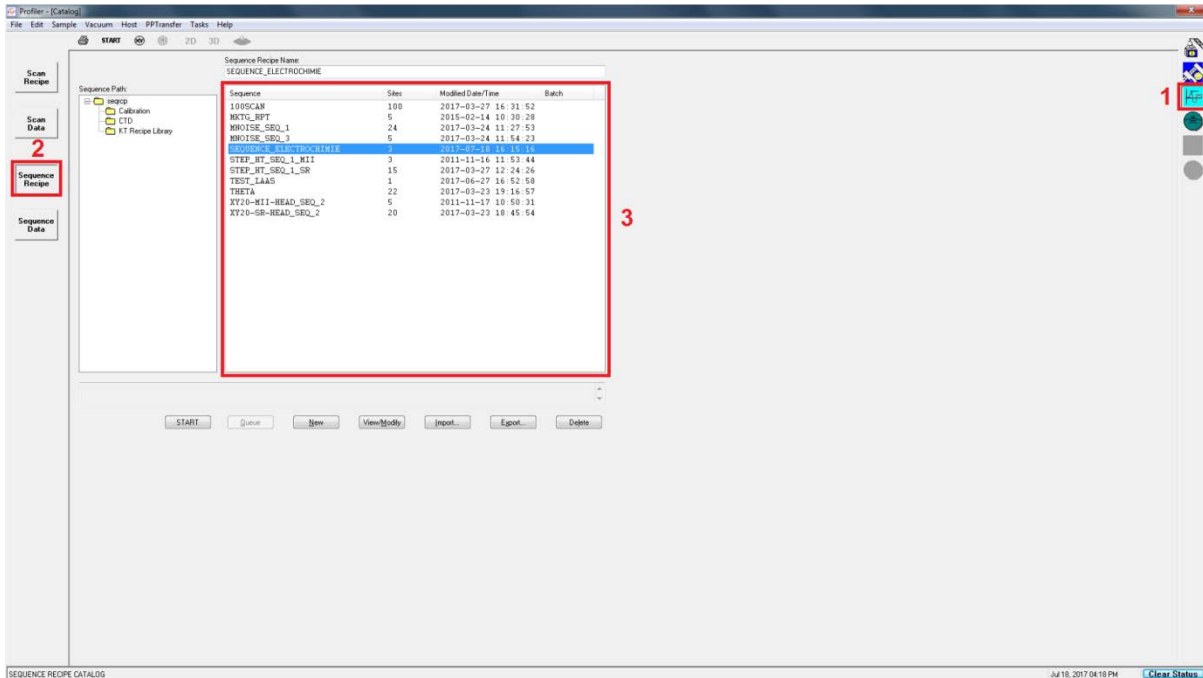 Profiler - [Catalog]
File Edit Sample Vacuum Host PPTransfer Tasks Help
START XY 2D 3D
Scan Recipe
Scan Data
2
Sequence Recipe
Sequence Data
Sequence Path:
seqrcp
Calibration
CTD
KT Recipe Library
Sequence Recipe Name:
SEQUENCE_ELECTROCHIMIE
Sequence Sites Modified Date/Time Batch
100SCAN 100 2017-03-27 16:31:52
MKTG_RPT 5 2015-02-14 10:30:28
MNOISE_SEQ_1 24 2017-03-24 11:27:53
MNOISE_SEQ_3 5 2017-03-24 11:54:23
SEQUENCE_ELECTROCHIMIE 3 2017-07-18 16:15:16
STEP_HT_SEQ_1_MII 3 2011-11-16 11:53:44
STEP_HT_SEQ_1_SR 15 2017-03-27 12:24:26
TEST_LAAS 1 2017-06-27 16:52:58
THETA 22 2017-03-23 19:16:57
XY20-MII-HEAD_SEQ_2 5 2011-11-17 10:50:31
XY20-SR-HEAD_SEQ_2 20 2017-03-23 18:45:54
3
1
START Queue New View/Modify Import... Export... Delete
SEQUENCE RECIPE CATALOG
Jul 18, 2017 04:18 PM Clear Status